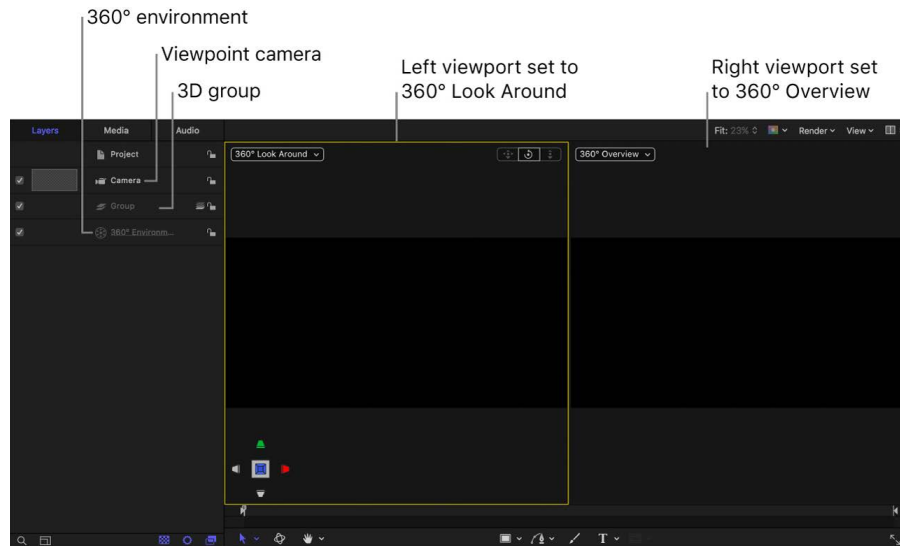 360° environment
Viewpoint camera
3D group
Left viewport set to
360° Look Around
Right viewport set
to 360° Overview
Layers Media Audio
Fit: 23% Render View
Project
360° Look Around
360° Overview
Camera
Group
360° Environm...
T